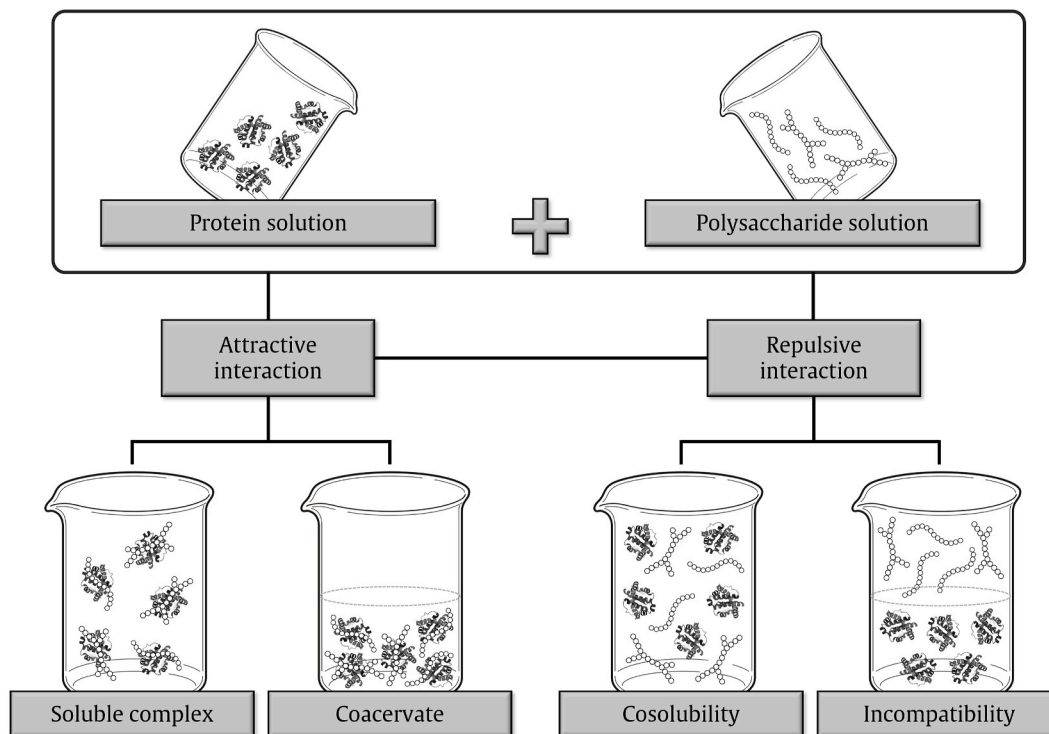 Protein solution
Polysaccharide solution
Attractive
interaction
Repulsive
interaction
Soluble complex
Coacervate
Cosolubility
Incompatibility